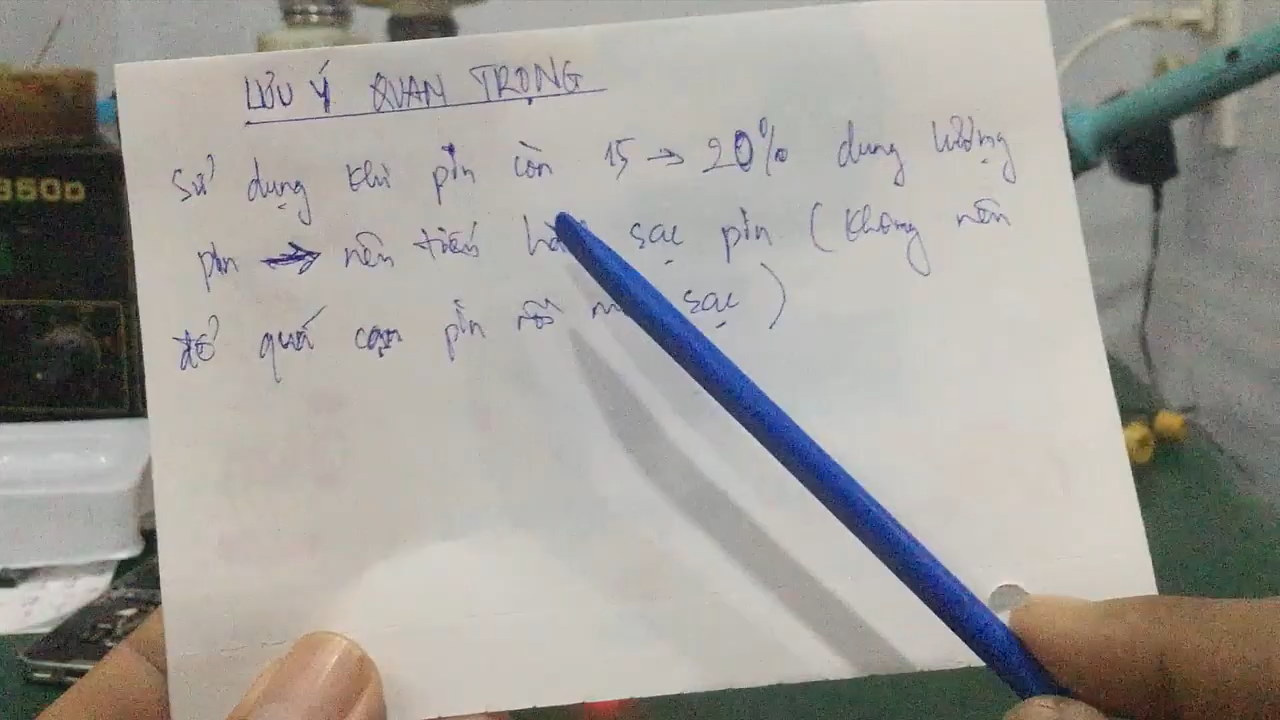 LƯU Ý QUAN TRỌNG
Sử dụng khi pin còn 15 → 20% dung lượng
pin → nên tiến sạc pin (không nên
để quá cạn pin rồi sạc)
850D